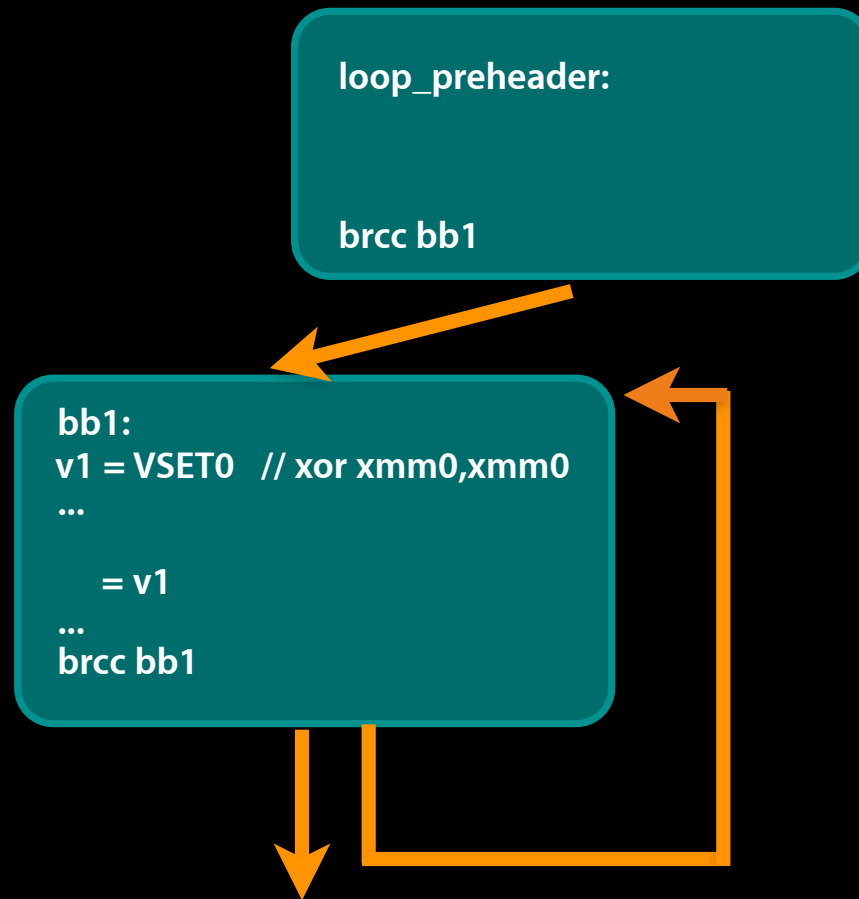 loop_preheader:
brcc bb1
bb1:
v1 = VSET0 // xor xmm0,xmm0
...
= v1
...
brcc bb1